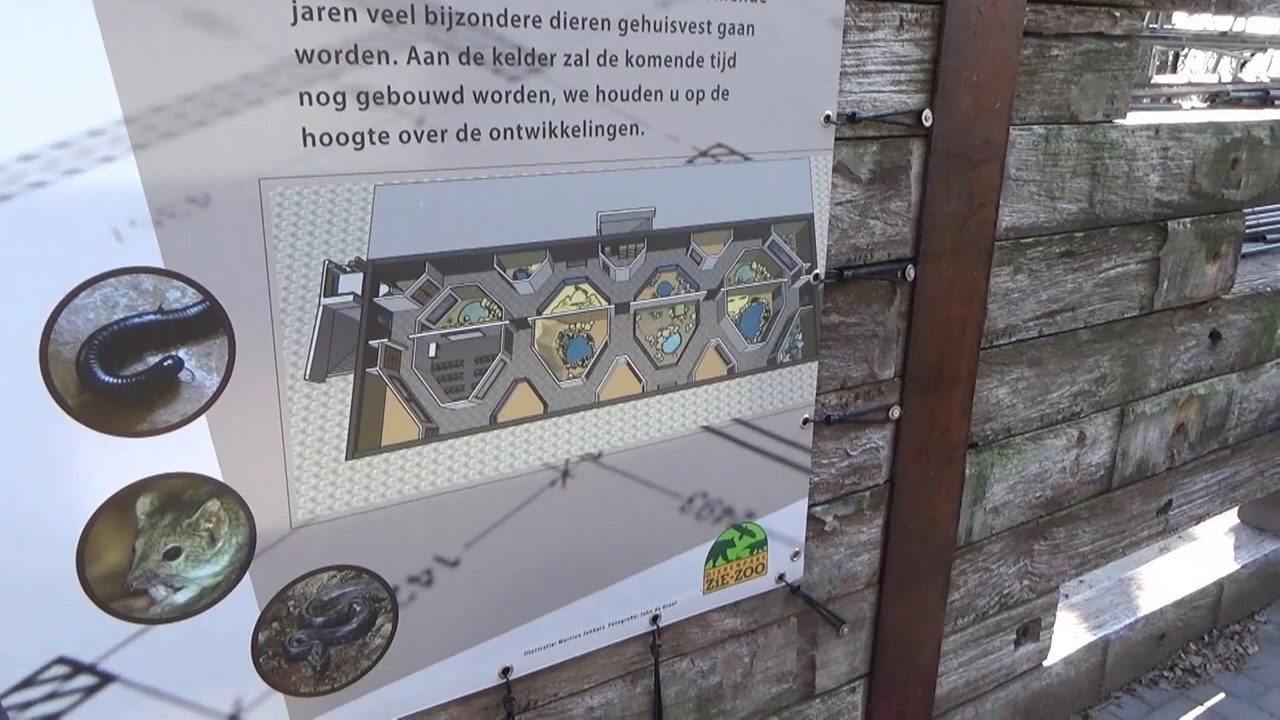 jaren veel bijzondere dieren gehuisvest gaan
worden. Aan de kelder zal de komende tijd
nog gebouwd worden, we houden u op de
hoogte over de ontwikkelingen.
DIERENPARK
ZiE-ZOO